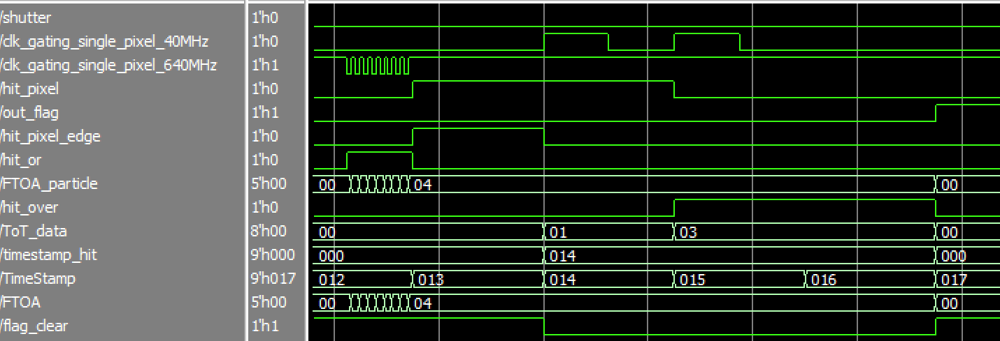 /shutter 1'h0
/clk_gating_single_pixel_40MHz 1'h0
/clk_gating_single_pixel_640MHz 1'h1
/hit_pixel 1'h0
/out_flag 1'h1
/hit_pixel_edge 1'h0
/hit_or 1'h0
/FTOA_particle 5'h00 00 04 00
/hit_over 1'h0
/ToT_data 8'h00 00 01 03 00
/timestamp_hit 9'h000 000 014 000
/TimeStamp 9'h017 012 013 014 015 016 017
/FTOA 5'h00 00 04 00
/flag_clear 1'h1